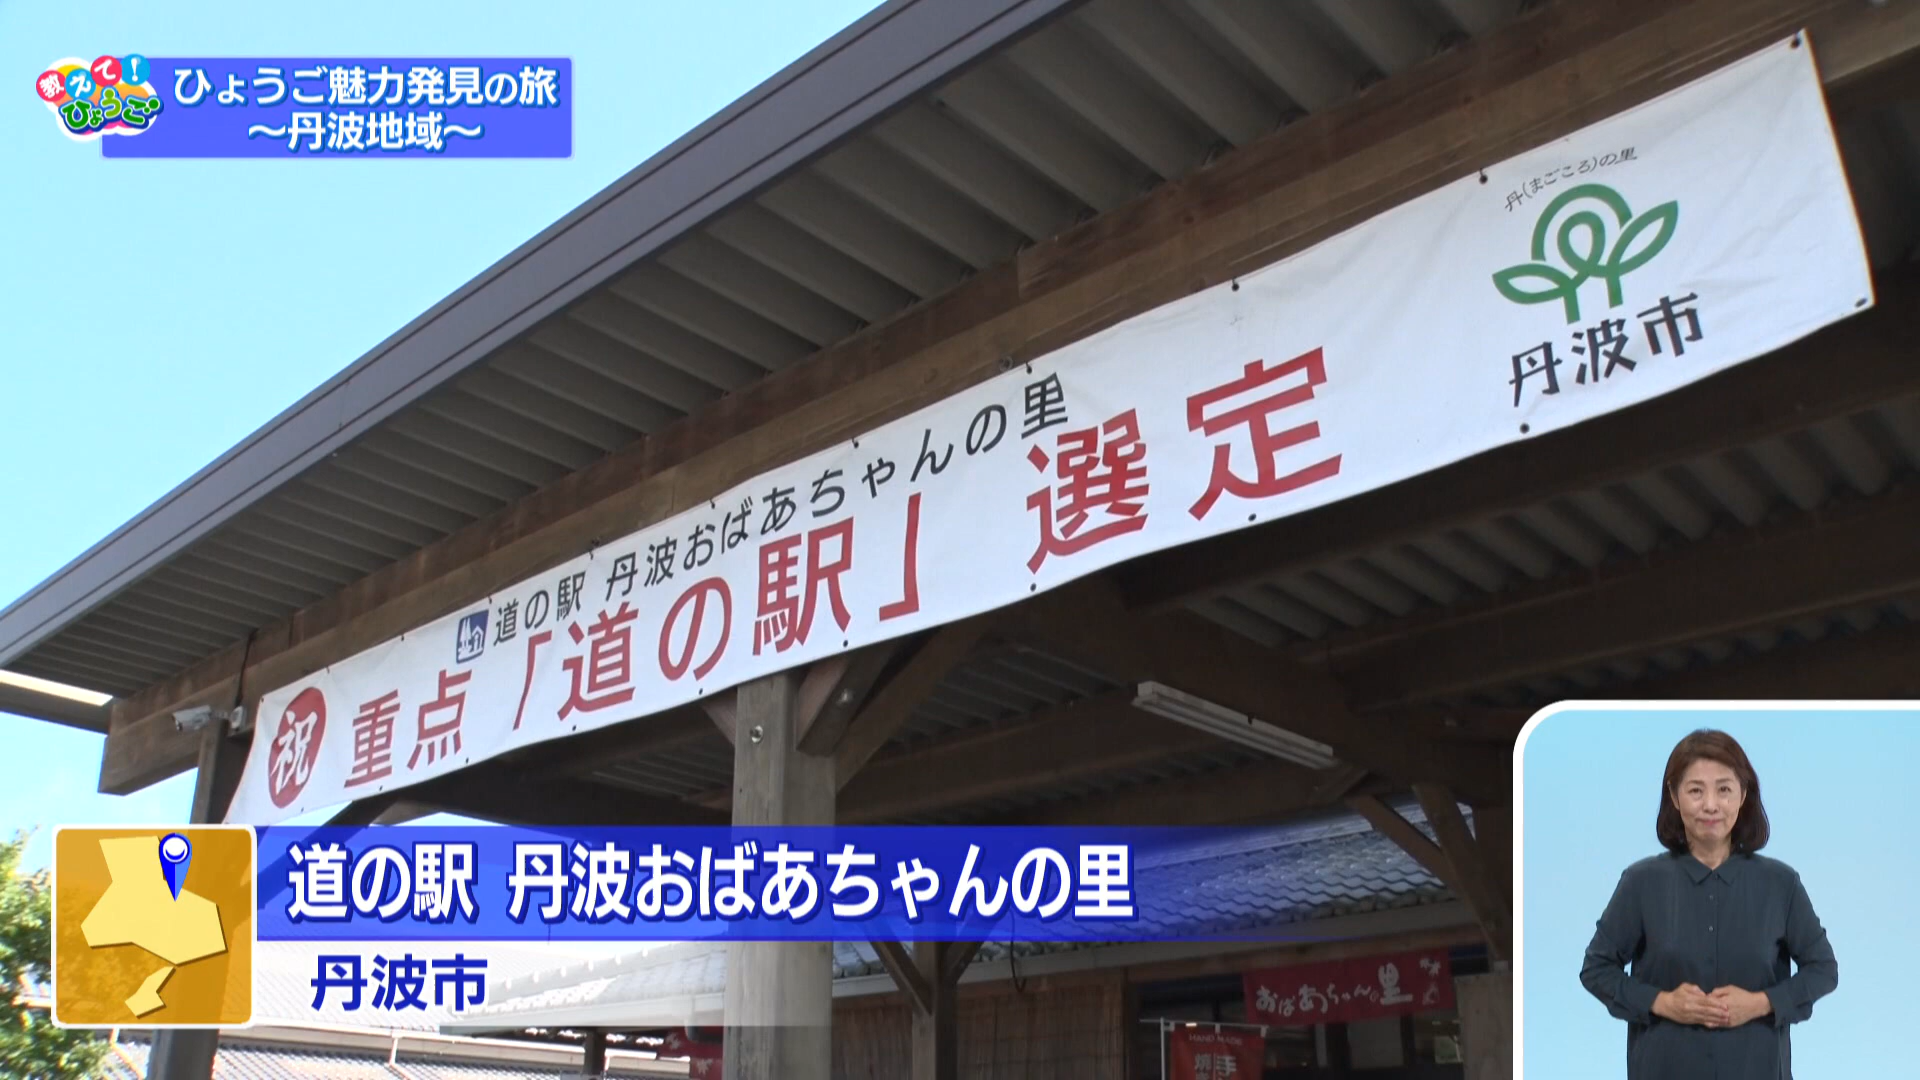 教えて！
ひょうご
ひょうご魅力発見の旅
～丹波地域～
丹(まごころ)の里
丹波市
道の駅 丹波おばあちゃんの里
祝 重点「道の駅」選定
道の駅 丹波おばあちゃんの里
丹波市
おばあちゃんの里
HAND MADE
手
焼